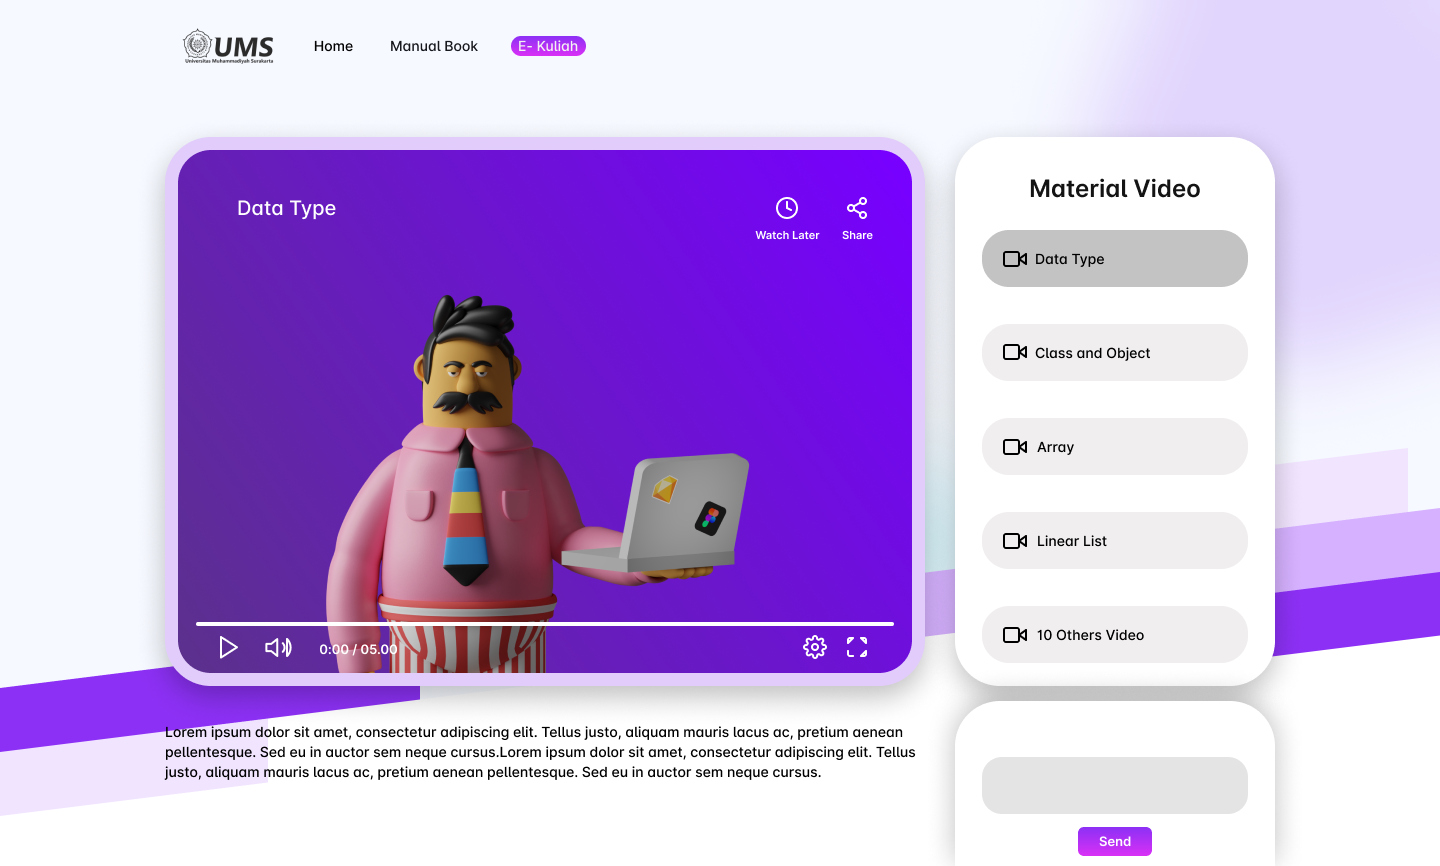 UMS
Universitas Muhammadiyah Surakarta
Home
Manual Book
E- Kuliah
Data Type
Watch Later
Share
0:00 / 05.00
Material Video
Data Type
Class and Object
Array
Linear List
10 Others Video
Lorem ipsum dolor sit amet, consectetur adipiscing elit. Tellus justo, aliquam mauris lacus ac, pretium aenean
pellentesque. Sed eu in auctor sem neque cursus.Lorem ipsum dolor sit amet, consectetur adipiscing elit. Tellus
justo, aliquam mauris lacus ac, pretium aenean pellentesque. Sed eu in auctor sem neque cursus.
Send